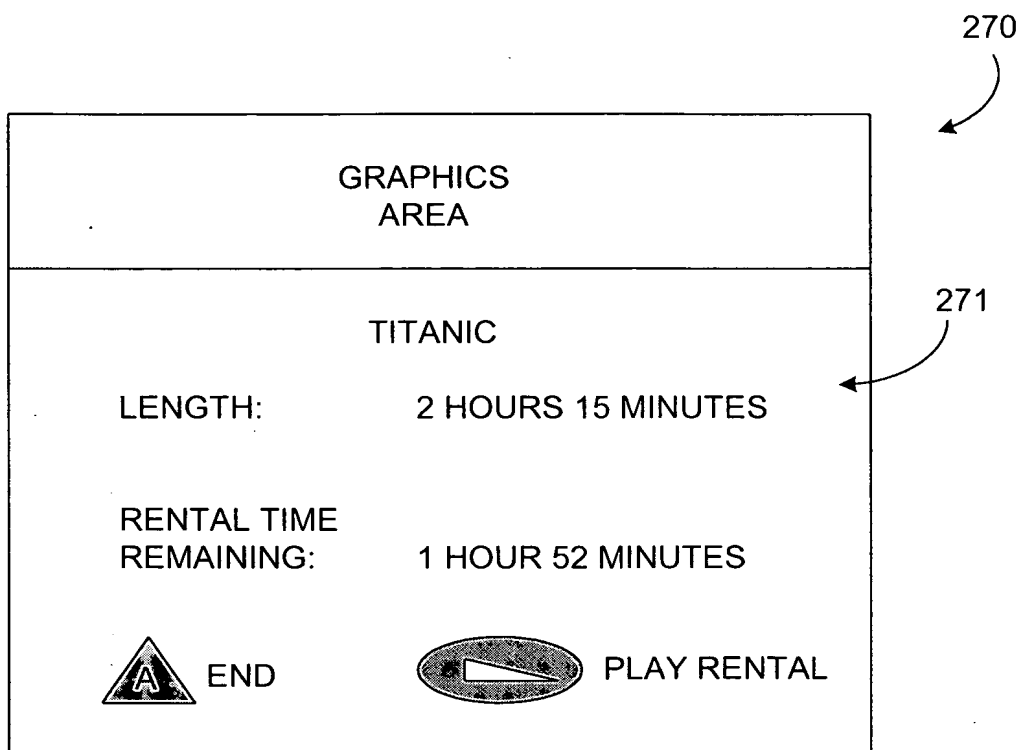 270
GRAPHICS
AREA
271
TITANIC
LENGTH: 2 HOURS 15 MINUTES
RENTAL TIME
REMAINING: 1 HOUR 52 MINUTES
A END PLAY RENTAL